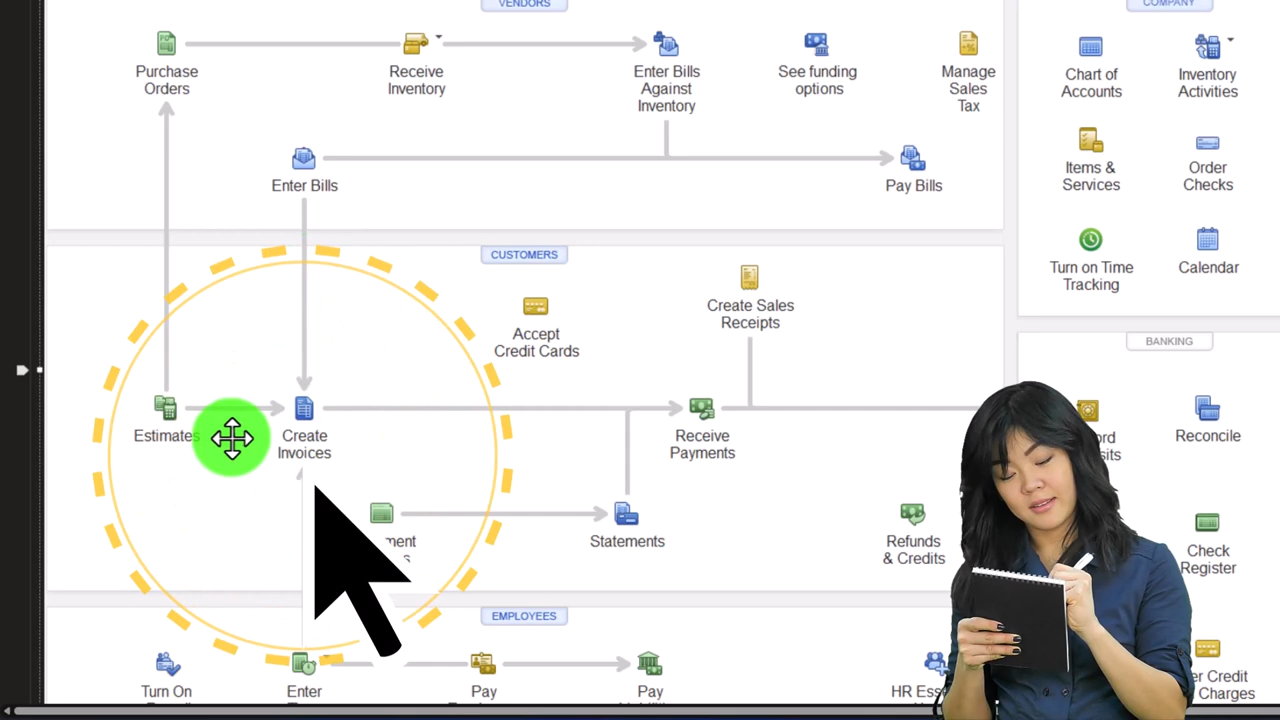 VENDORS
COMPANY
Purchase
Orders
Receive
Inventory
Enter Bills
Against
Inventory
See funding
options
Manage
Sales
Tax
Chart of
Accounts
Inventory
Activities
Enter Bills
Pay Bills
Items &
Services
Order
Checks
Turn on Time
Tracking
Calendar
CUSTOMERS
Create Sales
Receipts
Accept
Credit Cards
BANKING
Estimates
Create
Invoices
Receive
Payments
Reconcile
Statements
Refunds
& Credits
Check
Register
EMPLOYEES
Turn On
Enter
Pay
Pay
HR
Credit
Charges